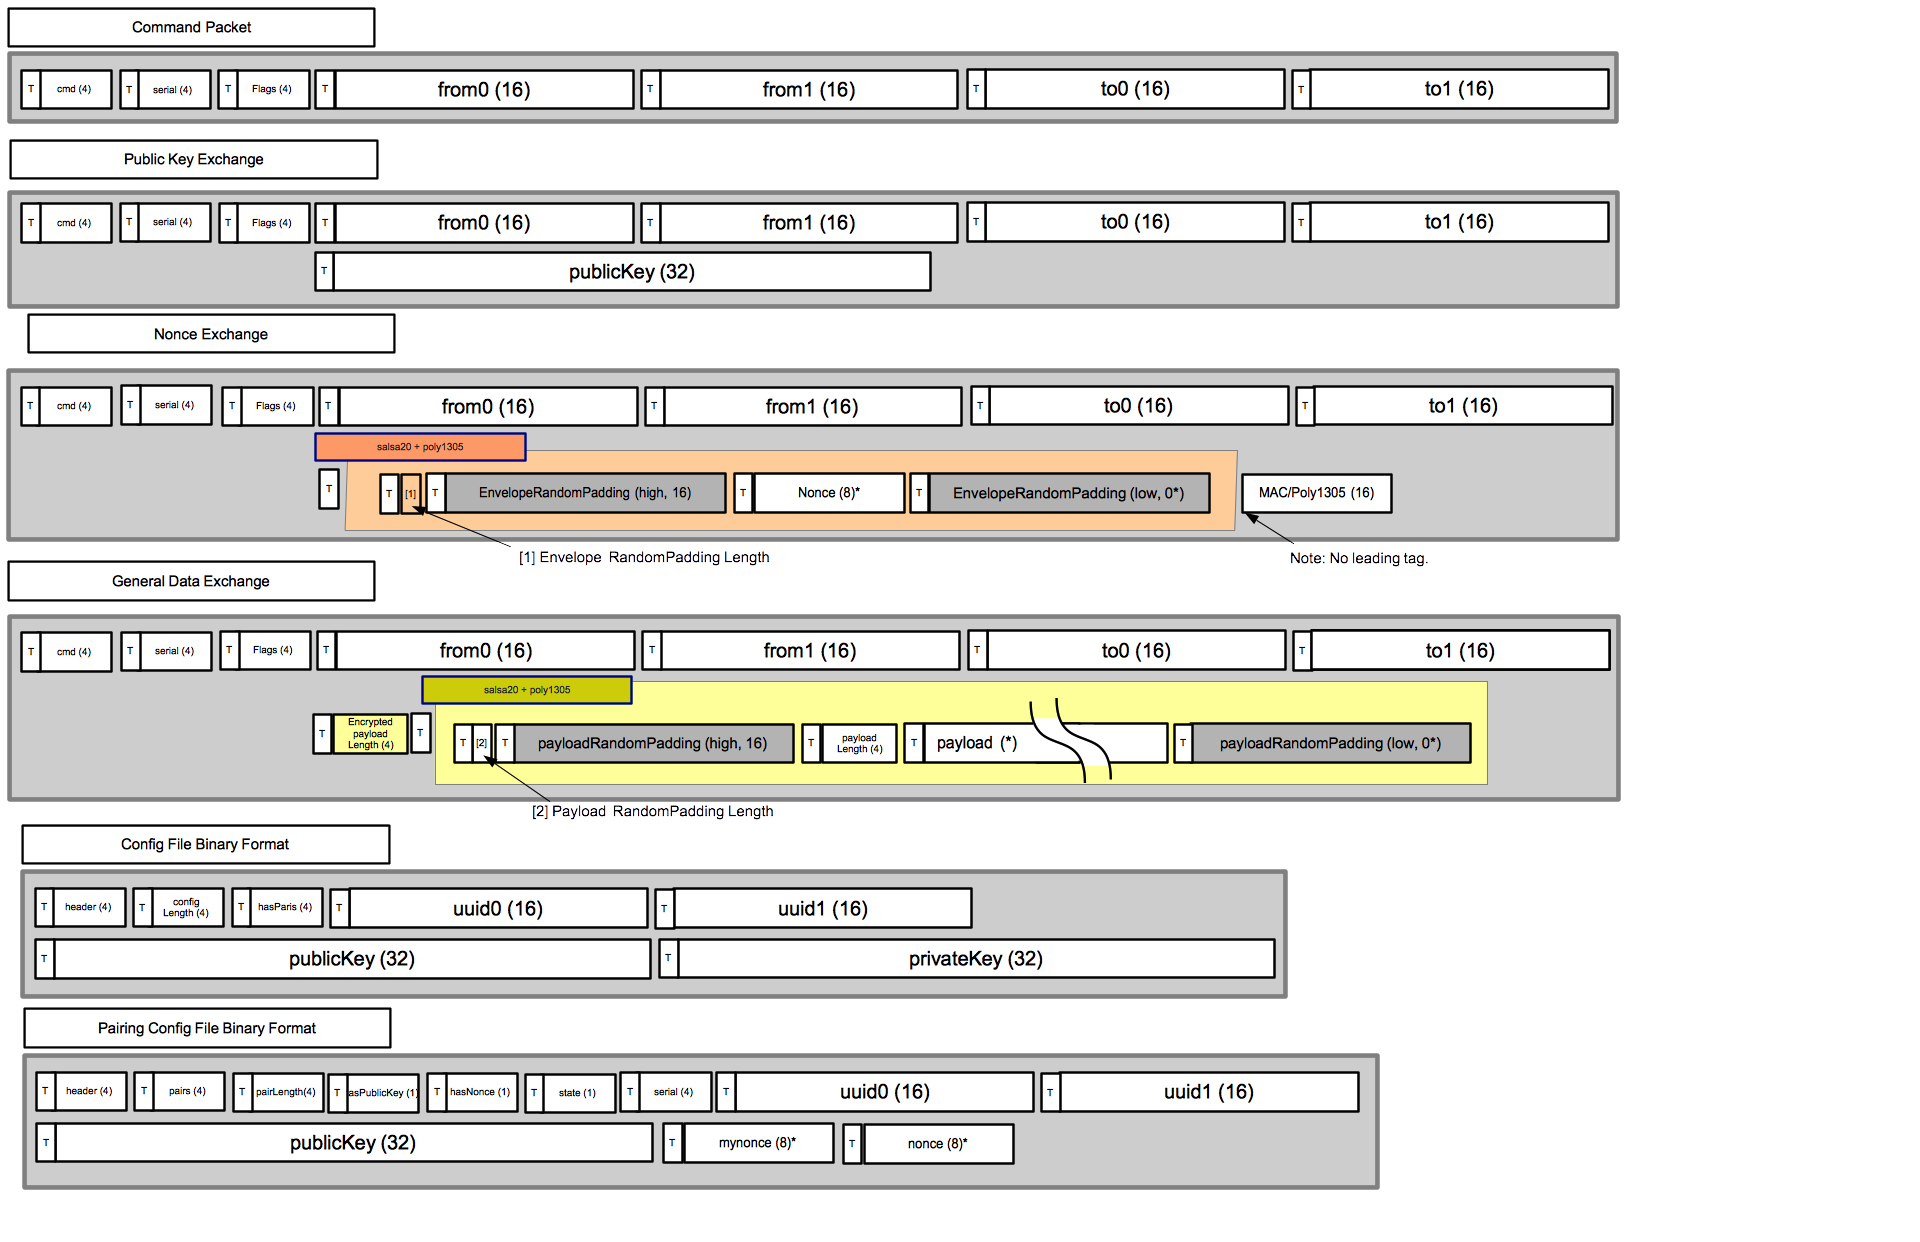 Command Packet
T cmd (4) T serial (4) T Flags (4) T from0 (16) T from1 (16) T to0 (16) T to1 (16)
Public Key Exchange
T cmd (4) T serial (4) T Flags (4) T from0 (16) T from1 (16) T to0 (16) T to1 (16)
T publicKey (32)
Nonce Exchange
T cmd (4) T serial (4) T Flags (4) T from0 (16) T from1 (16) T to0 (16) T to1 (16)
salsa20 + poly1305
T T [1] T EnvelopeRandomPadding (high, 16) T Nonce (8)* T EnvelopeRandomPadding (low, 0*) MAC/Poly1305 (16)
[1] Envelope RandomPadding Length
Note: No leading tag.
General Data Exchange
T cmd (4) T serial (4) T Flags (4) T from0 (16) T from1 (16) T to0 (16) T to1 (16)
salsa20 + poly1305
T Encrypted
payload
Length (4) T
T [2] T payloadRandomPadding (high, 16) T payload
Length (4) T payload (*) T payloadRandomPadding (low, 0*)
[2] Payload RandomPadding Length
Config File Binary Format
T header (4) T config
Length (4) T hasParis (4) T uuid0 (16) T uuid1 (16)
T publicKey (32) T privateKey (32)
Pairing Config File Binary Format
T header (4) T pairs (4) T pairLength(4) T asPublicKey (1) T hasNonce (1) T state (1) T serial (4) T uuid0 (16) T uuid1 (16)
T publicKey (32) T mynonce (8)* T nonce (8)*